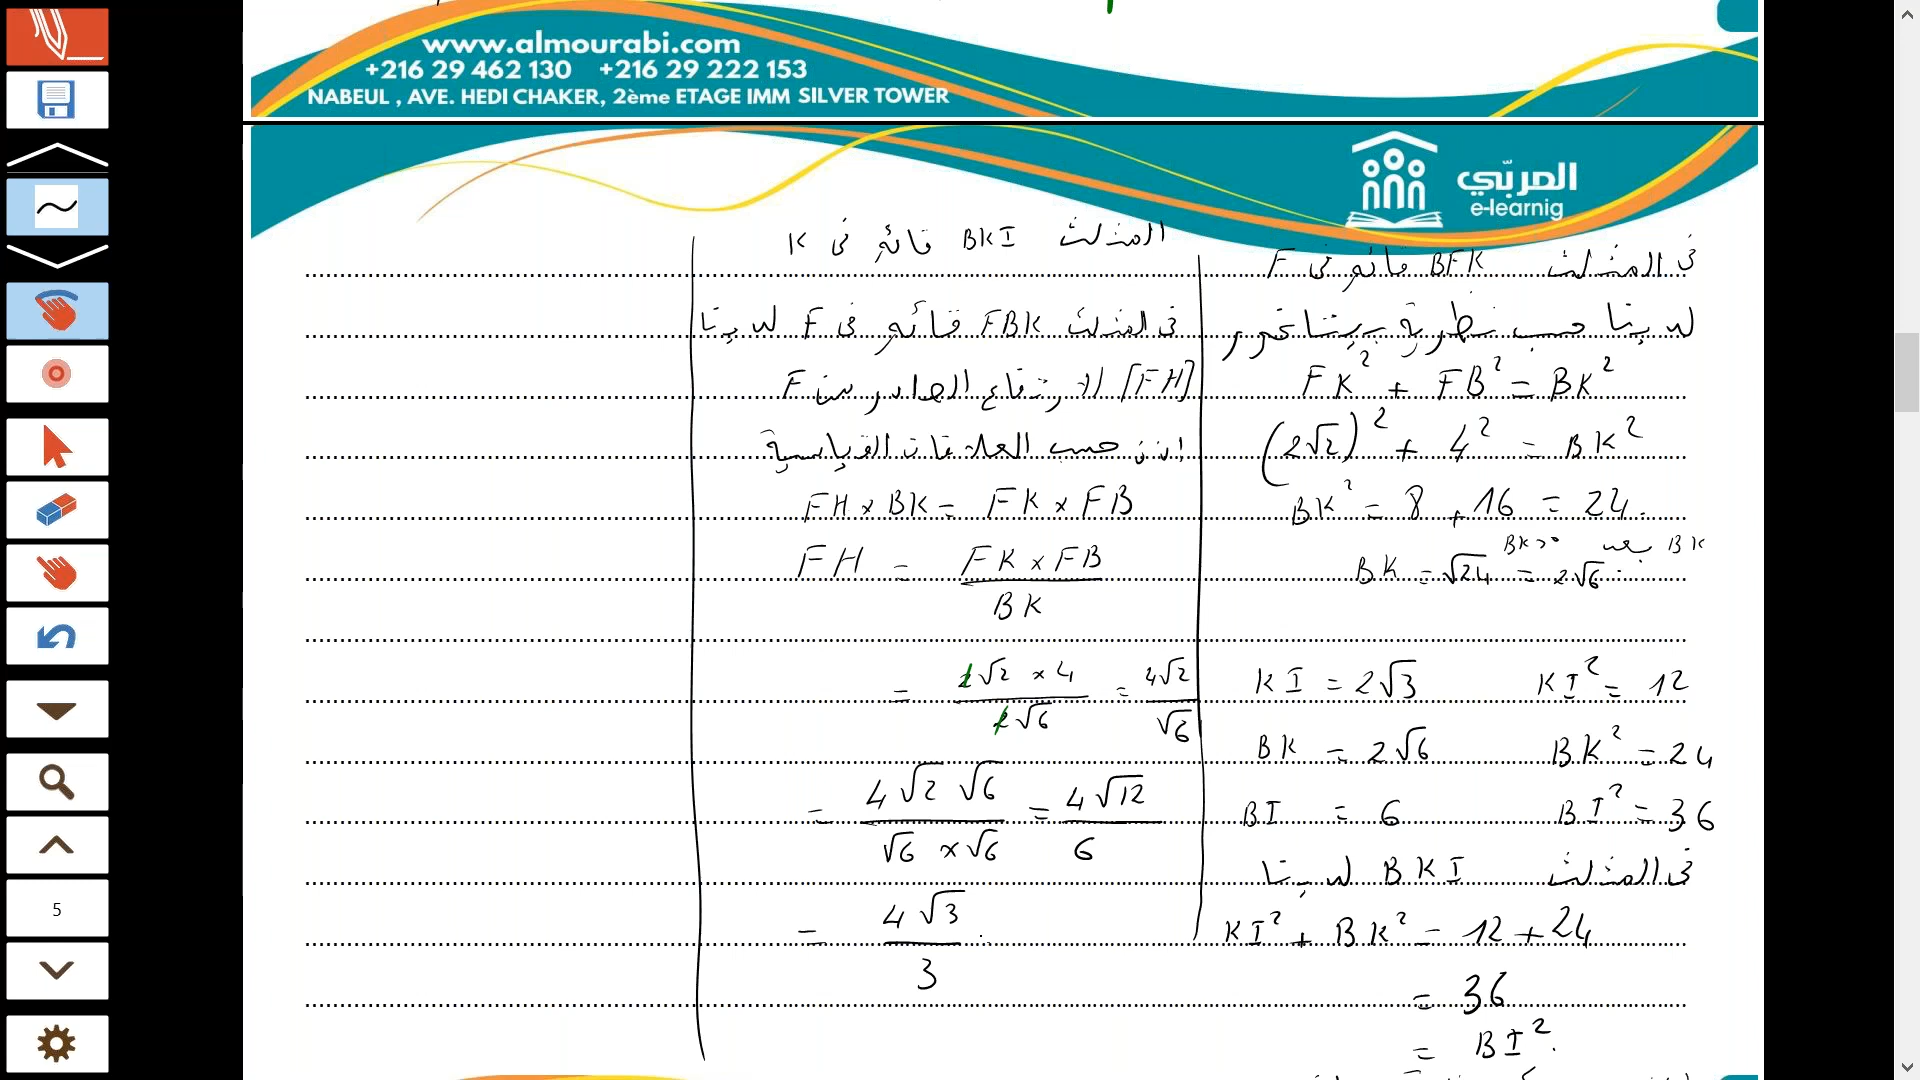 www.almourabi.com
+216 29 462 130 +216 29 222 153
NABEUL , AVE. HEDI CHAKER, 2ème ETAGE IMM SILVER TOWER
المربّي
e-learnig
في المثلث BFK قائم في F
لدينا حسب نظرية بيتاغور
FK² + FB² = BK²
(2√2)² + 4² = BK²
BK² = 8 + 16 = 24
BK>0 بعد BK
BK = √24 = 2√6
KI = 2√3 KI² = 12
BK = 2√6 BK² = 24
BI = 6 BI² = 36
في المثلث BKI لدينا
KI² + BK² = 12 + 24
= 36
= BI²
المثلث BKI قائم في K
في المثلث FBK قائم في F لدينا
[FH] الارتفاع الصادر من F
اذن حسب العلاقات القياسية
FH × BK = FK × FB
FH = FK × FB / BK
= 2√2 × 4 / 2√6 = 4√2 / √6
= 4√2 √6 / √6 × √6 = 4√12 / 6
= 4√3 / 3
5